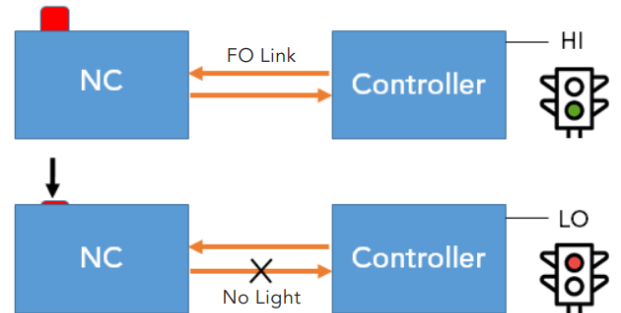 FO Link
NC
Controller
HI
NC
Controller
LO
No Light